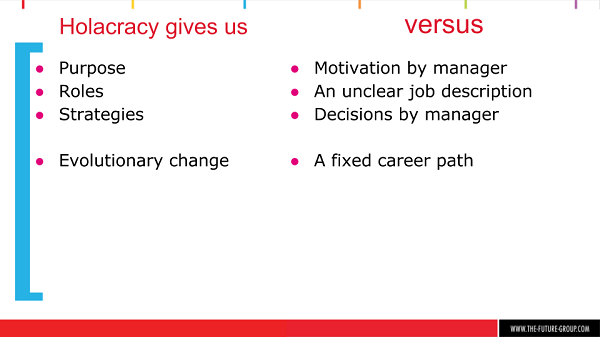 Holacracy gives us
versus
• Purpose
• Roles
• Strategies
• Evolutionary change
• Motivation by manager
• An unclear job description
• Decisions by manager
• A fixed career path
WWW.THE-FUTURE-GROUP.COM